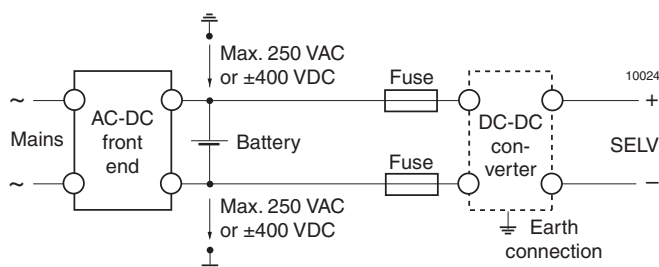 Max. 250 VAC
or ±400 VDC
Fuse
10024
~
+
Mains
AC-DC
front
end
Battery
DC-DC
con-
verter
SELV
Fuse
~
−
Max. 250 VAC
or ±400 VDC
Earth
connection